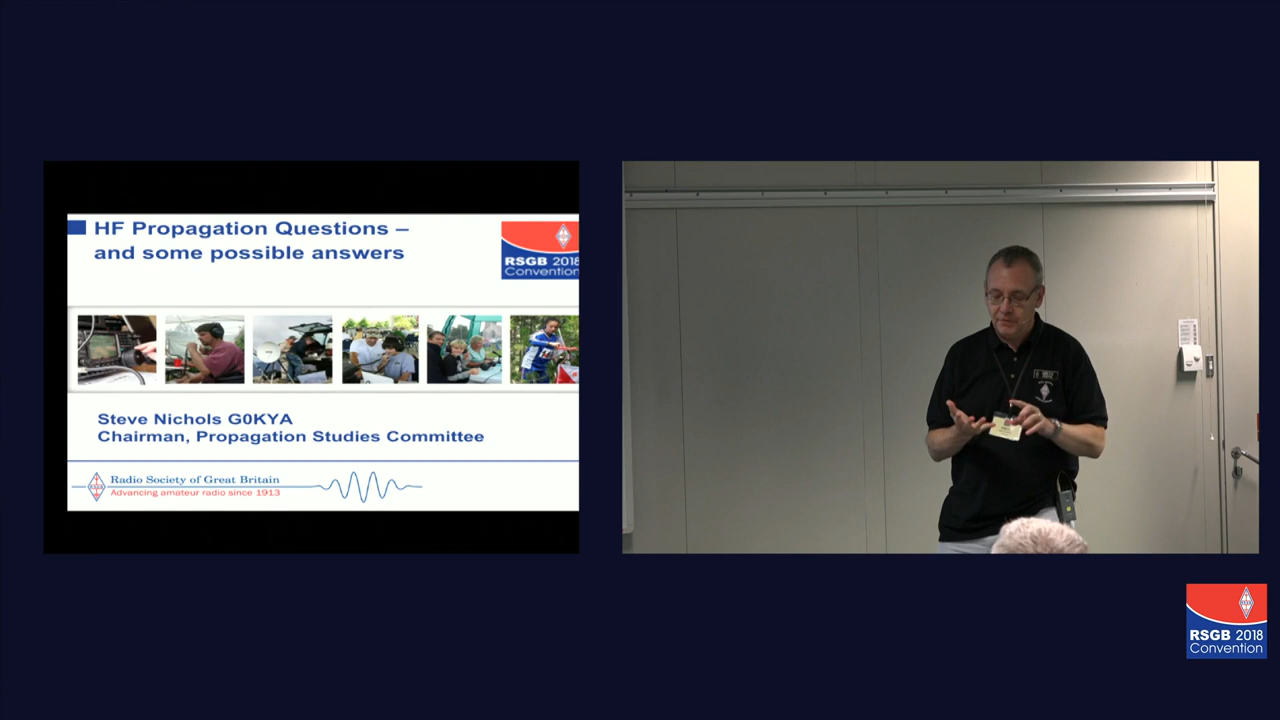 HF Propagation Questions –
and some possible answers
RSGB 2018
Convention
Steve Nichols G0KYA
Chairman, Propagation Studies Committee
Radio Society of Great Britain
Advancing amateur radio since 1913
RSGB 2018
Convention